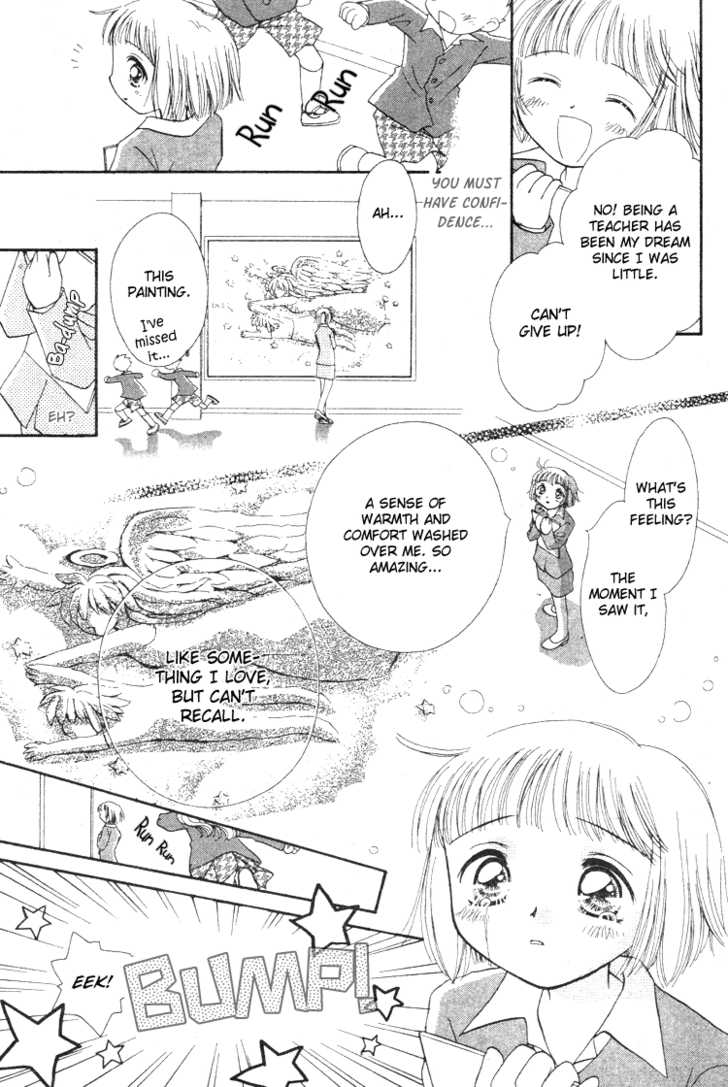 NO! BEING A
TEACHER HAS
BEEN MY DREAM
SINCE I WAS
LITTLE.
CAN'T
GIVE UP!
Run
Run
YOU MUST
HAVE CONFI-
DENCE...
AH...
THIS
PAINTING.
I've
missed
it...
Ba-dump
EH?
WHAT'S
THIS
FEELING?
THE
MOMENT I
SAW IT,
A SENSE OF
WARMTH AND
COMFORT WASHED
OVER ME. SO
AMAZING...
LIKE SOME-
THING I LOVE,
BUT CAN'T
RECALL.
Run Run
EEK!
BUMP!